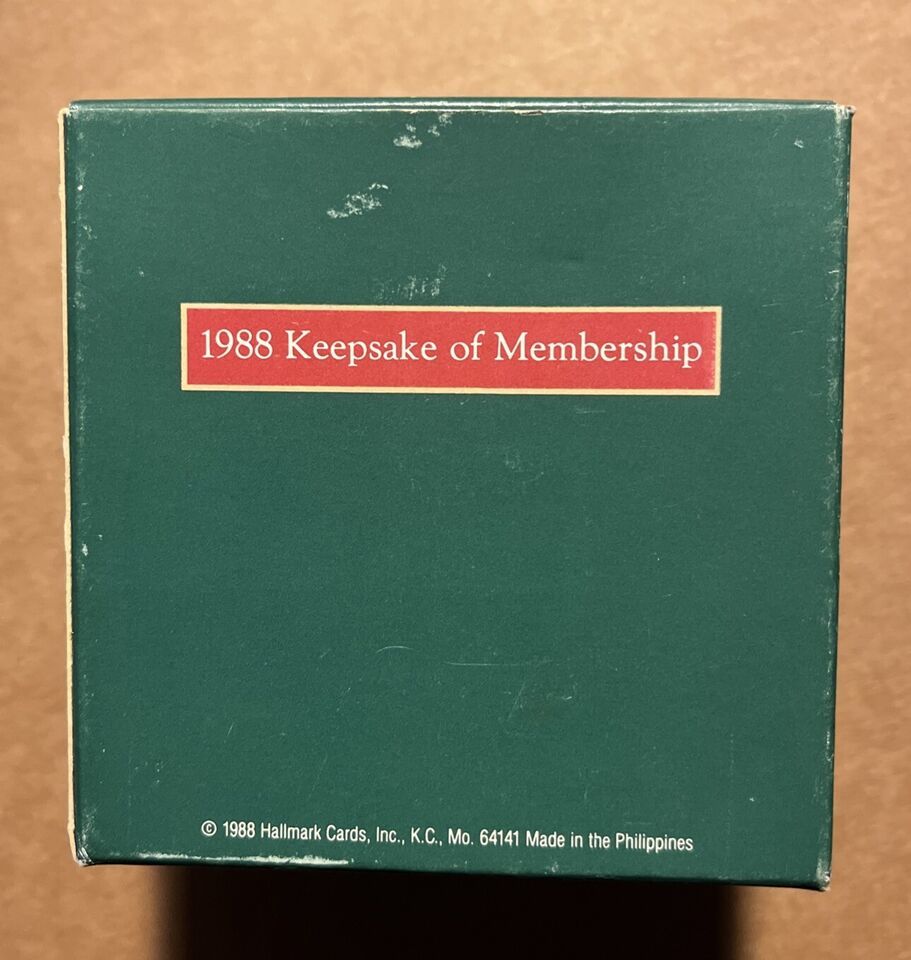 1988 Keepsake of Membership
© 1988 Hallmark Cards, Inc., K.C., Mo. 64141 Made in the Philippines